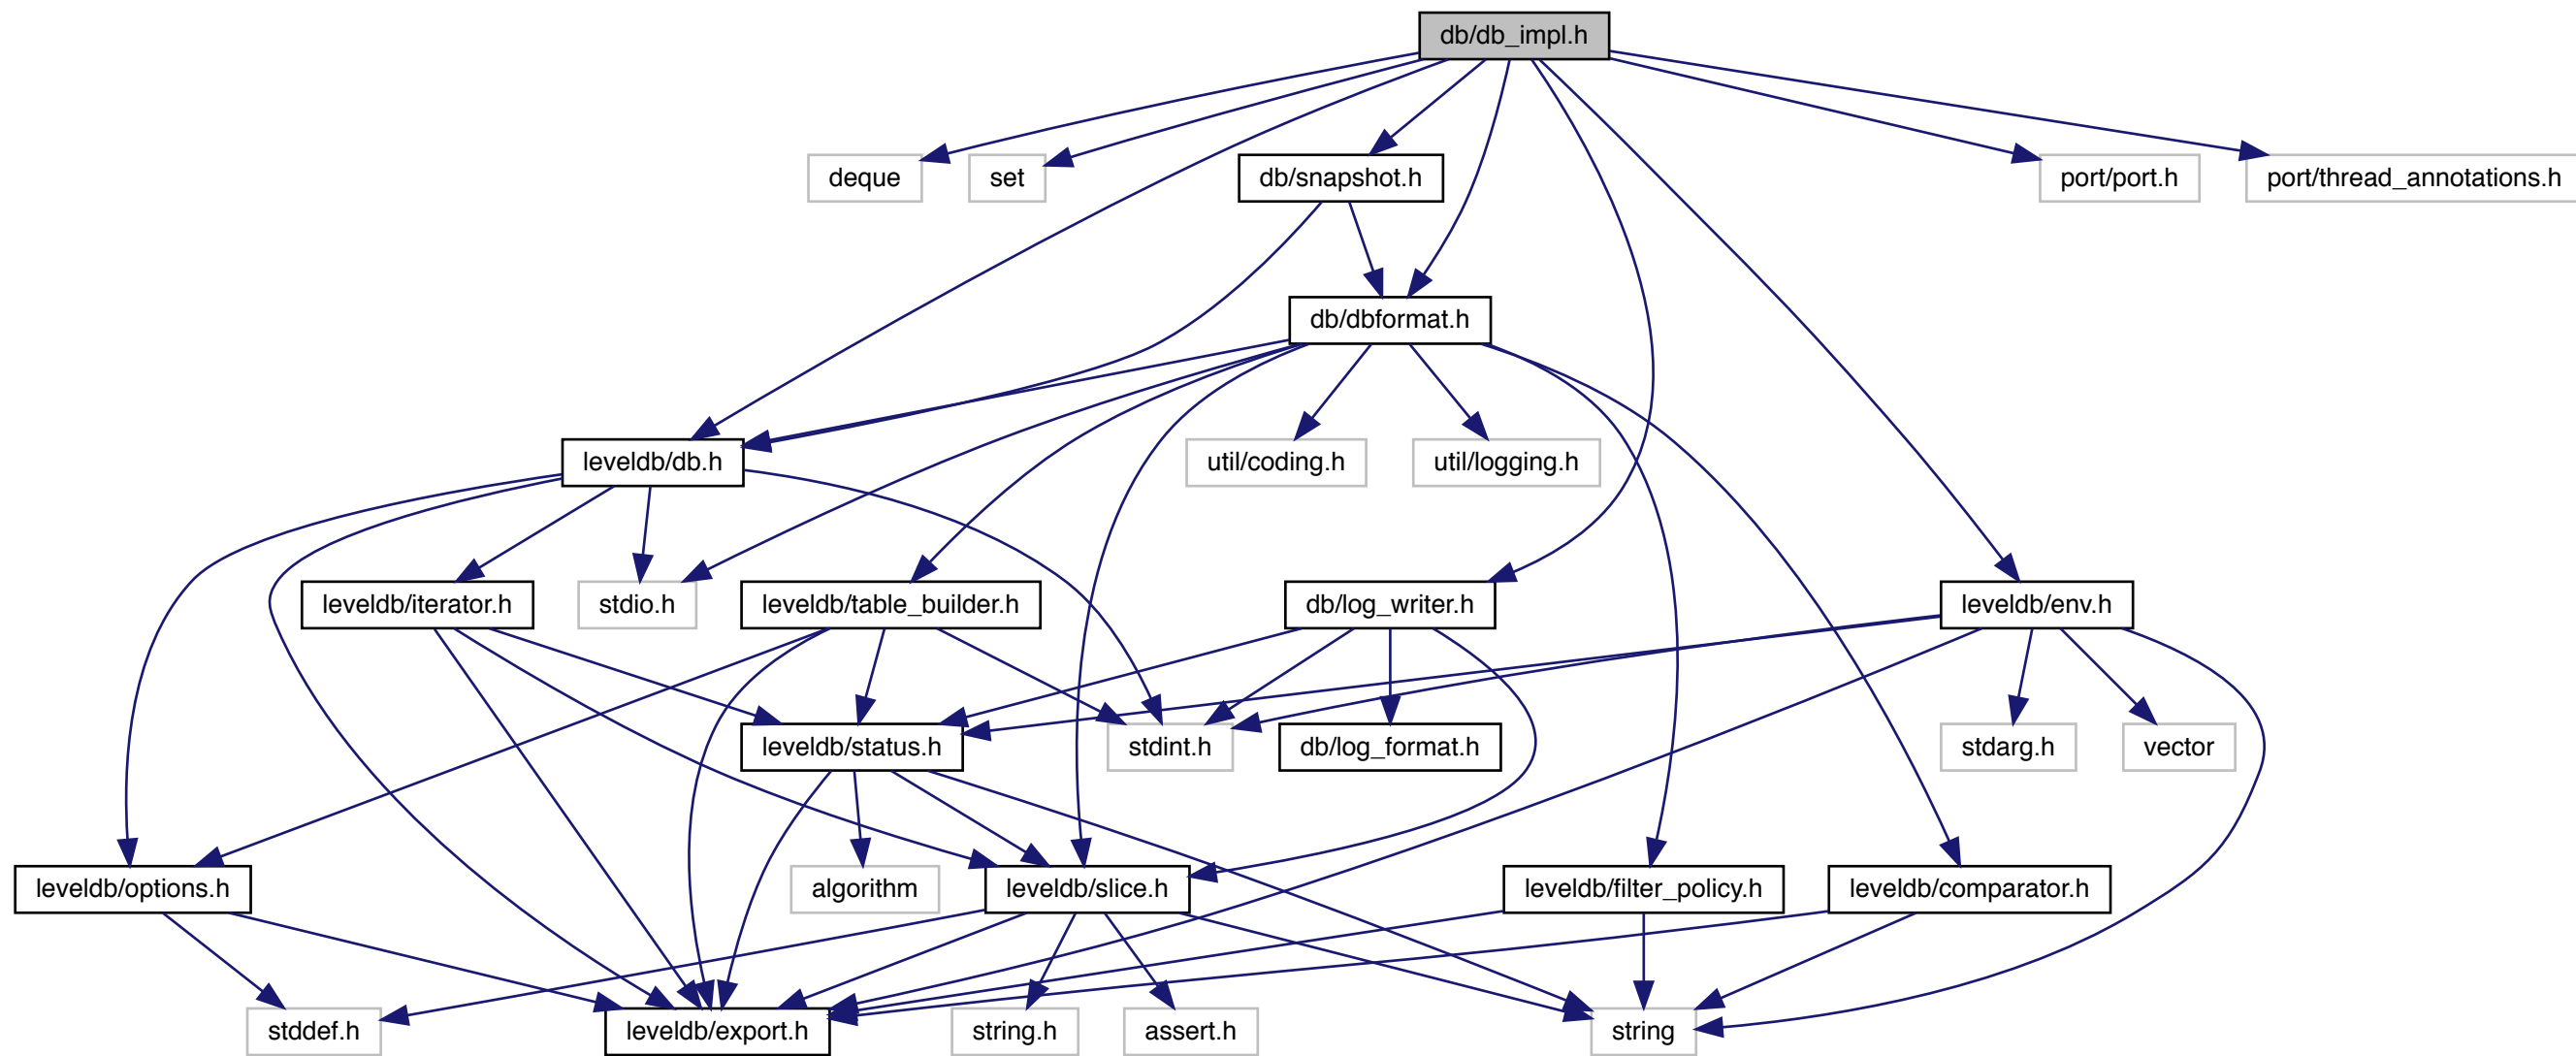 db/db_impl.h
deque
set
db/snapshot.h
port/port.h
port/thread_annotations.h
db/dbformat.h
leveldb/db.h
util/coding.h
util/logging.h
leveldb/iterator.h
stdio.h
leveldb/table_builder.h
db/log_writer.h
leveldb/env.h
leveldb/status.h
stdint.h
db/log_format.h
stdarg.h
vector
leveldb/options.h
algorithm
leveldb/slice.h
leveldb/filter_policy.h
leveldb/comparator.h
stddef.h
leveldb/export.h
string.h
assert.h
string